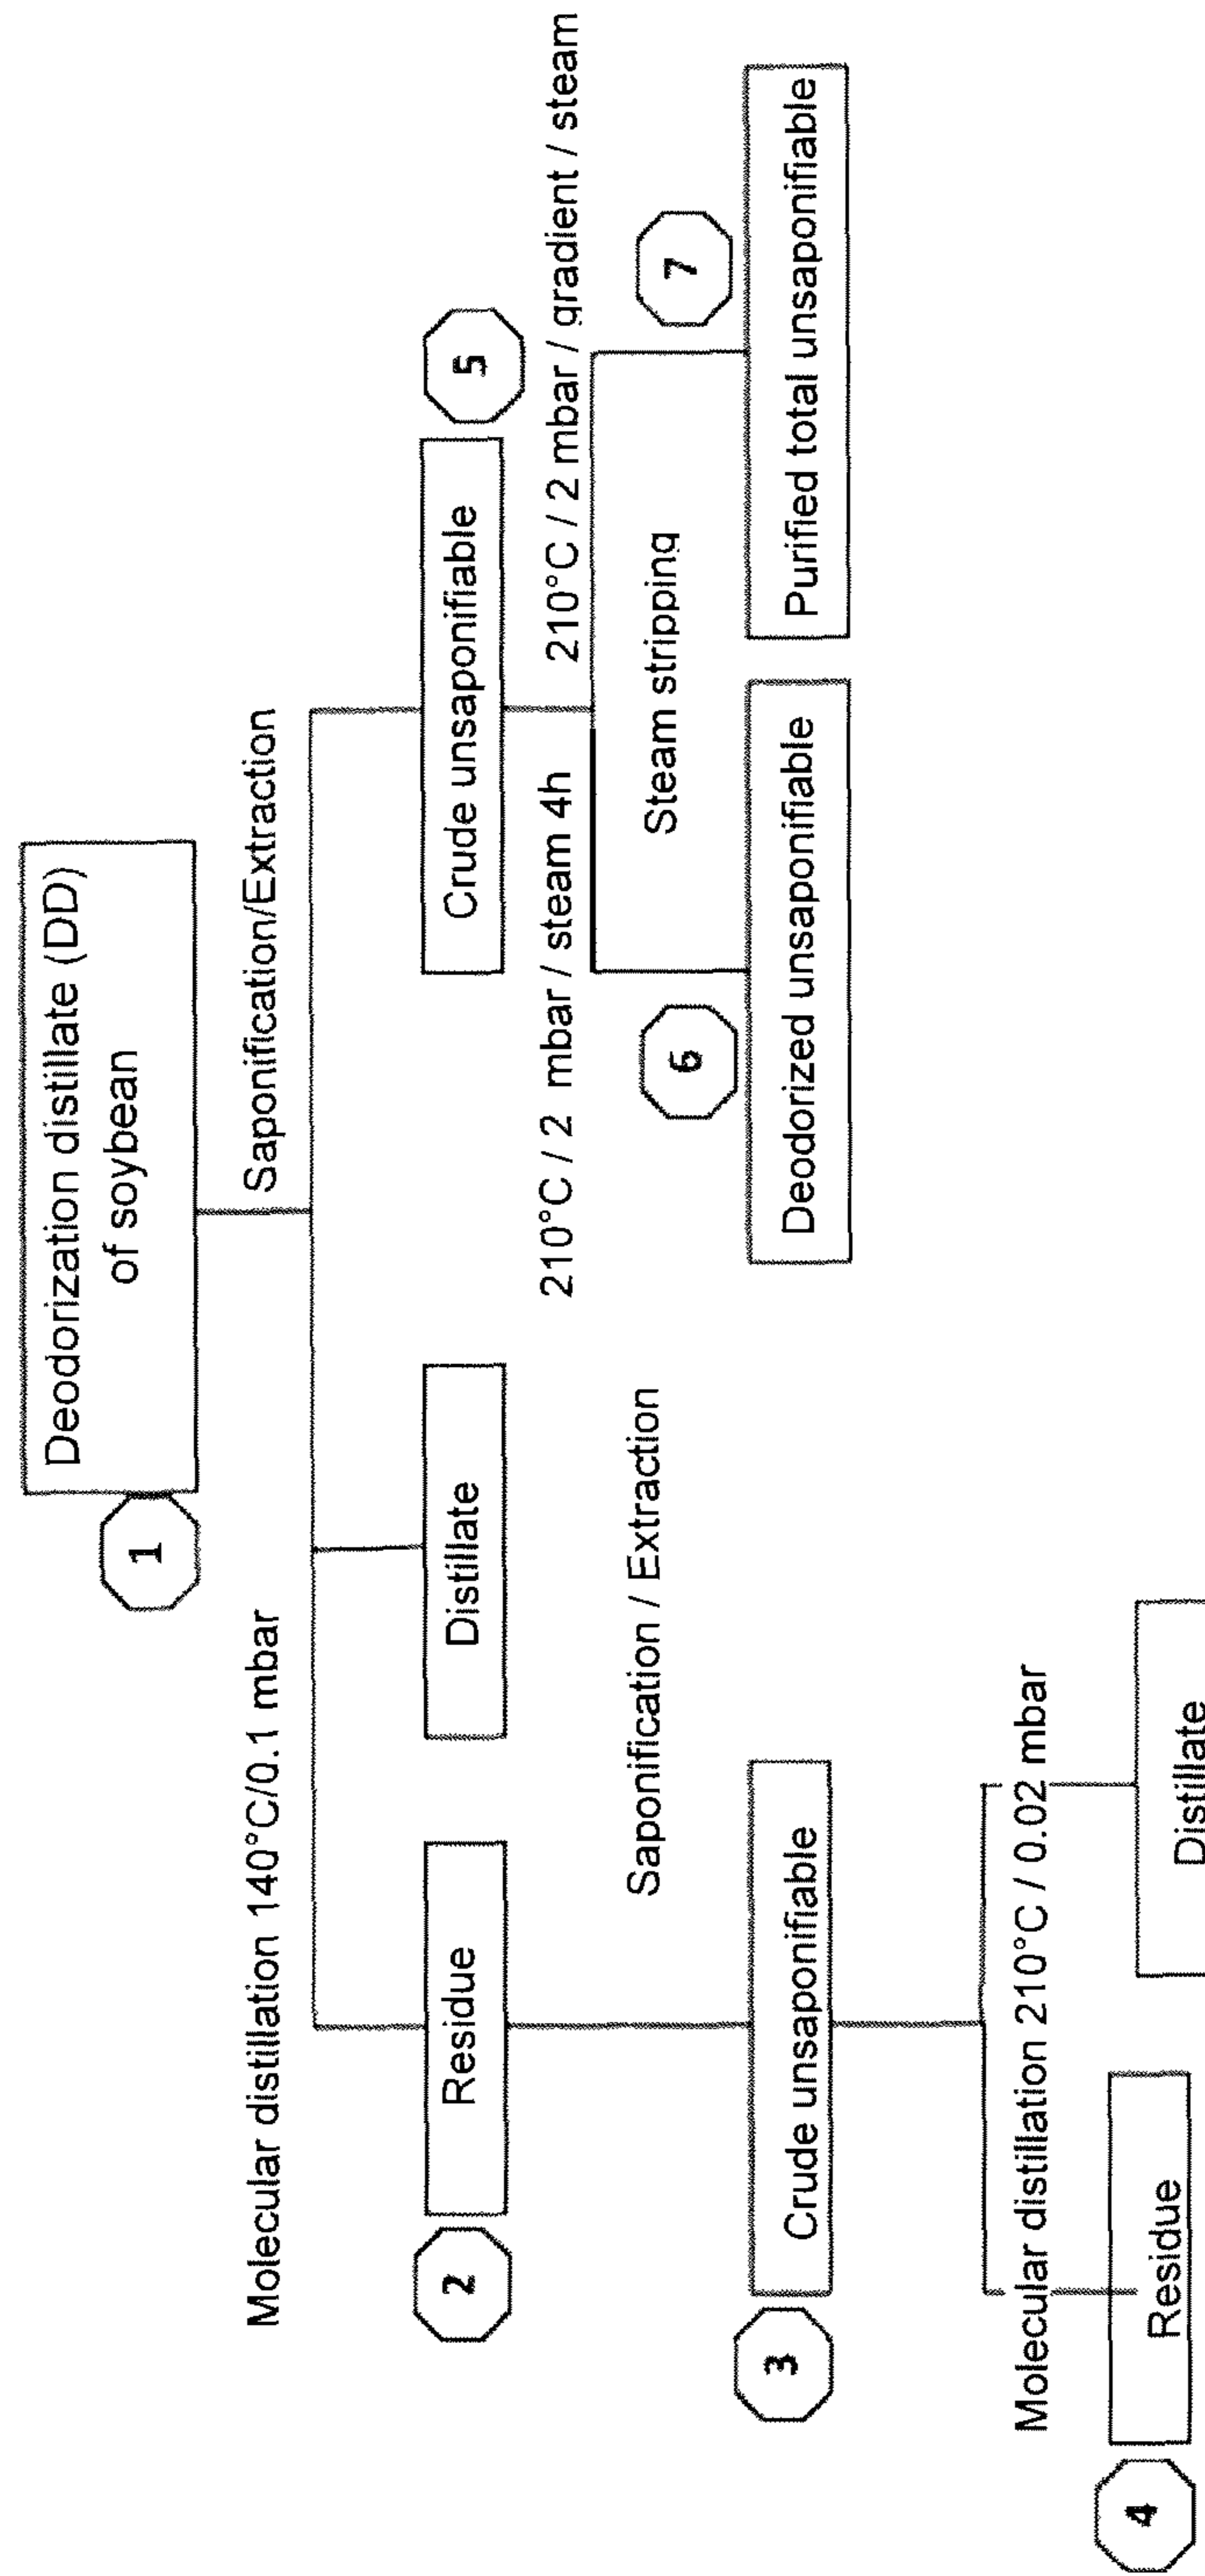 Deodorization distillate (DD)
of soybean
1
Molecular distillation 140°C/0.1 mbar
Saponification/Extraction
2
Residue
Distillate
Crude unsaponifiable
5
Saponification / Extraction
210°C / 2 mbar / steam 4h
210°C / 2 mbar / gradient / steam
Steam stripping
3
Crude unsaponifiable
6
Deodorized unsaponifiable
7
Purified total unsaponifiable
Molecular distillation 210°C / 0.02 mbar
4
Residue
Distillate